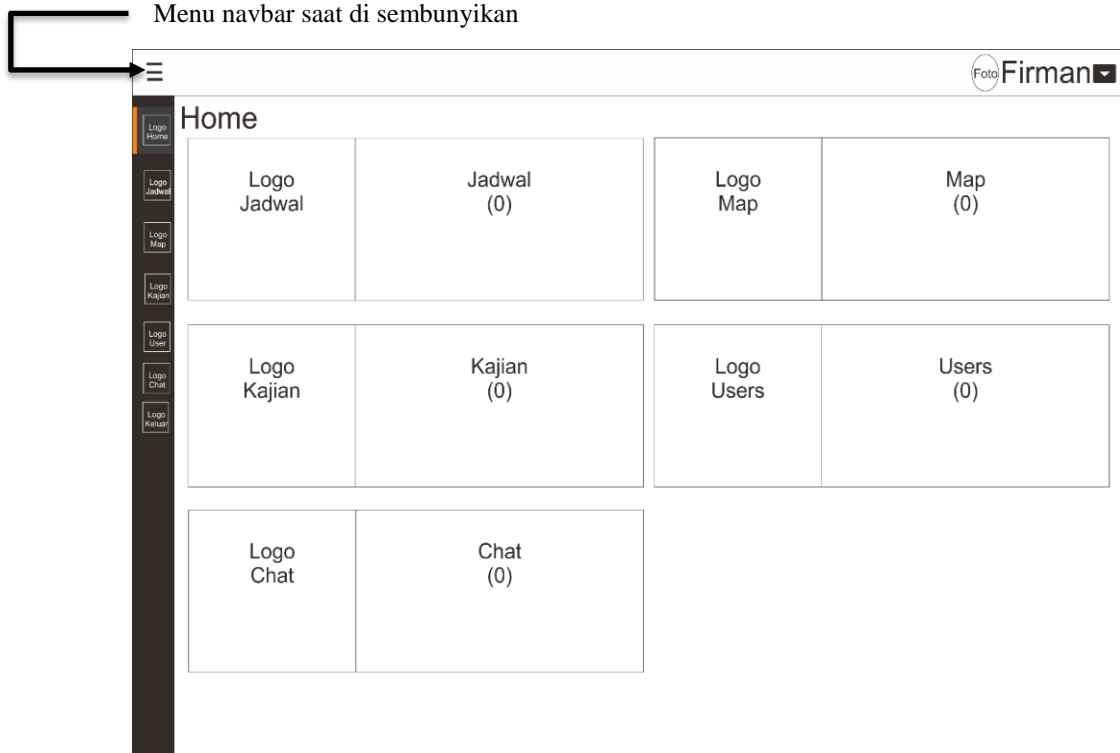 Menu navbar saat di sembunyikan
Foto Firman
Home
Logo
Home
Logo
Jadwal
Logo
Map
Logo
Kajian
Logo
User
Logo
Chat
Logo
Keluar
Logo
Jadwal
Jadwal
(0)
Logo
Map
Map
(0)
Logo
Kajian
Kajian
(0)
Logo
Users
Users
(0)
Logo
Chat
Chat
(0)